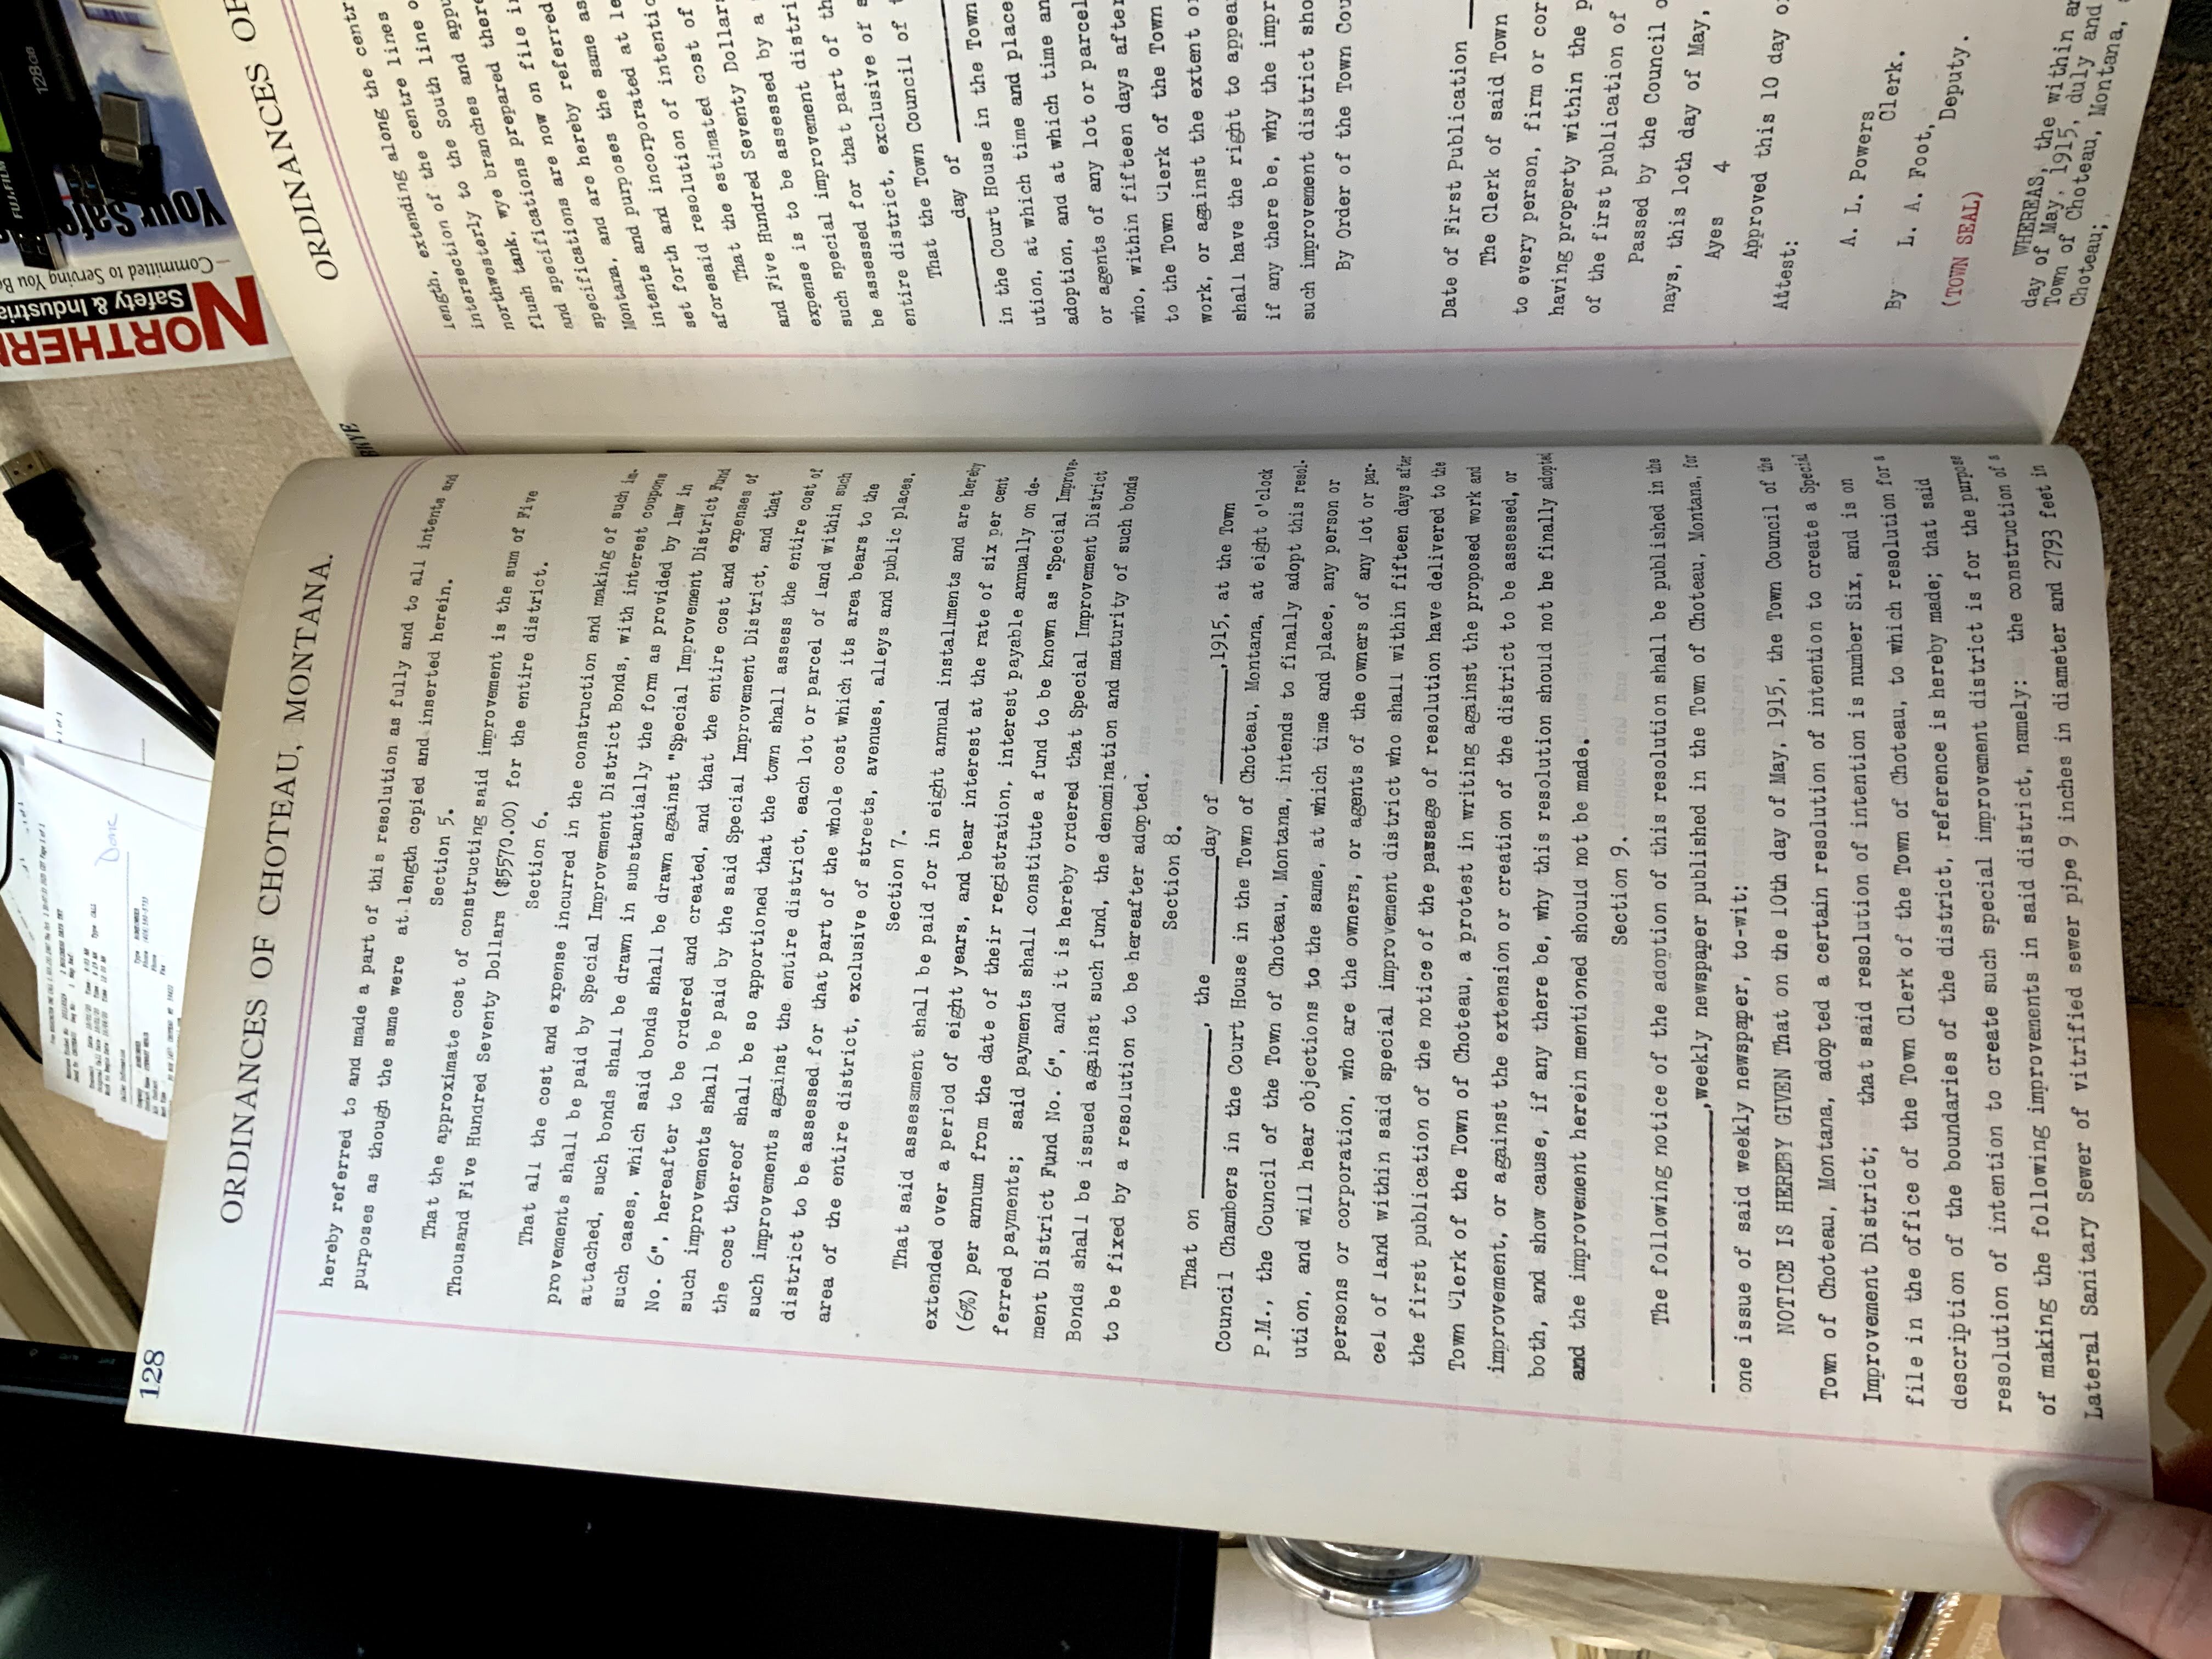 128
ORDINANCES OF CHOTEAU, MONTANA.
hereby referred to and made a part of this resolution as fully and to all intents and
purposes as though the same were at length copied and inserted herein.
Section 5.
That the approximate cost of constructing said improvement is the sum of Five
Thousand Five Hundred Seventy Dollars ($5570.00) for the entire district.
Section 6.
That all the cost and expense incurred in the construction and making of such im-
provements shall be paid by Special Improvement District Bonds, with interest coupons
attached, such bonds shall be drawn in substantially the form as provided by law in
such cases, which said bonds shall be drawn against "Special Improvement District Fund
No. 6", hereafter to be ordered and created, and that the entire cost and expenses of
such improvements shall be paid by the said Special Improvement District, and that
the cost thereof shall be so apportioned that the town shall assess the entire cost of
such improvements against the entire district, each lot or parcel of land within such
district to be assessed for that part of the whole cost which its area bears to the
area of the entire district, exclusive of streets, avenues, alleys and public places.
Section 7.
That said assessment shall be paid for in eight annual installments and are hereby
extended over a period of eight years, and bear interest at the rate of six per cent
(6%) per annum from the date of their registration, interest payable annually on de-
ferred payments; said payments shall constitute a fund to be known as "Special Improve-
ment District Fund No. 6", and it is hereby ordered that Special Improvement District
Bonds shall be issued against such fund, the denomination and maturity of such bonds
to be fixed by a resolution to be hereafter adopted.
Section 8.
That on ________, the ________ day of ________, 1915, at the Town
Council Chambers in the Court House in the Town of Choteau, Montana, at eight o'clock
P.M., the Council of the Town of Choteau, Montana, intends to finally adopt this resol-
ution, and will hear objections to the same, at which time and place, any person or
persons or corporation, who are the owners, or agents of the owners of any lot or par-
cel of land within said special improvement district who shall within fifteen days after
the first publication of the notice of the passage of resolution have delivered to the
Town Clerk of the Town of Choteau, a protest in writing against the proposed work and
improvement, or against the extension or creation of the district to be assessed, or
both, and show cause, if any there be, why this resolution should not be finally adopted
and the improvement herein mentioned should not be made.
Section 9.
The following notice of the adoption of this resolution shall be published in the
________, weekly newspaper published in the Town of Choteau, Montana, for
one issue of said weekly newspaper, to-wit:
NOTICE IS HEREBY GIVEN That on the 10th day of May, 1915, the Town Council of the
Town of Choteau, Montana, adopted a certain resolution of intention to create a Special
Improvement District; that said resolution of intention is number Six, and is on
file in the office of the Town Clerk of the Town of Choteau, to which resolution for a
description of the boundaries of the district, reference is hereby made; that said
resolution of intention to create such special improvement district is for the purpose
of making the following improvements in said district, namely: the construction of a
Lateral Sanitary Sewer of vitrified sewer pipe 9 inches in diameter and 2793 feet in
ORDINANCES OF
length, extending along the centr
intersection of the centre lines
northwesterly to the South line o
flush tank, wye branches and appu
and specifications prepared there
specifications are now on file in
Montana, and are hereby referred
intents and purposes the same as
set forth and incorporated at le
aforesaid resolution of intentio
That the estimated cost of
and Five Hundred Seventy Dollars
expense is to be assessed by a
such special improvement distri
be assessed for that part of th
entire district, exclusive of s
That the Town Council of t
________ day of ________
in the Court House in the Town
ution, at which time and place
adoption, and at which time an
or agents of any lot or parcel
who, within fifteen days after
to the Town Clerk of the Town
work, or against the extent or
shall have the right to appea
if any there be, why the impr
such improvement district sho
By Order of the Town Cou
Date of First Publication
The Clerk of said Town
to every person, firm or cor
having property within the p
of the first publication of
Passed by the Council o
nays, this 10th day of May,
Ayes 4
Approved this 10 day o
Attest:
A. L. Powers
Clerk.
By L. A. Foot,
Deputy.
(TOWN SEAL)
WHEREAS, the within an
day of May, 1915, duly and
Town of Choteau, Montana,
Choteau;
NORTHERN
Safety & Industria
Committed to Serving You Be
Your Safe
128GB
Done